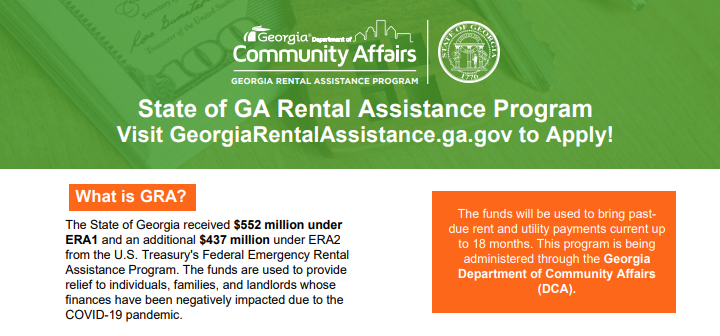 Georgia® Department of
Community Affairs
GEORGIA RENTAL ASSISTANCE PROGRAM
STATE OF GEORGIA
1776
State of GA Rental Assistance Program
Visit GeorgiaRentalAssistance.ga.gov to Apply!
What is GRA?
The State of Georgia received $552 million under
ERA1 and an additional $437 million under ERA2
from the U.S. Treasury's Federal Emergency Rental
Assistance Program. The funds are used to provide
relief to individuals, families, and landlords whose
finances have been negatively impacted due to the
COVID-19 pandemic.
The funds will be used to bring past-
due rent and utility payments current up
to 18 months. This program is being
administered through the Georgia
Department of Community Affairs
(DCA).